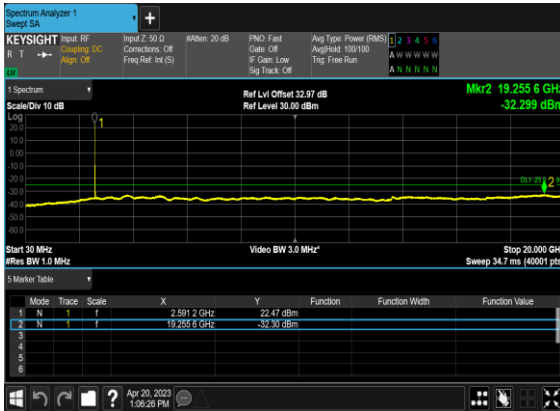 Spectrum Analyzer 1
Swept SA
+
KEYSIGHT Input: RF Input Z: 50 Ω #Atten: 20 dB PNO: Fast Avg Type: Power (RMS) 1 2 3 4 5 6
R T Coupling: DC Corrections: Off Gate: Off Avg|Hold: 100/100 A W W W W W
Align: Off Freq Ref: Int (S) IF Gain: Low Trig: Free Run A N N N N N
Sig Track: Off
1 Spectrum Ref Lvl Offset 32.97 dB Mkr2 19.255 6 GHz
Scale/Div 10 dB Ref Level 30.00 dBm -32.299 dBm
Log
1
20.0
10.0
0.00
-10.0
-20.0
2
-30.0
-40.0
-50.0
-60.0
Start 30 MHz Video BW 3.0 MHz* Stop 20.000 GH
#Res BW 1.0 MHz Sweep 34.7 ms (40001 pts
5 Marker Table
Mode Trace Scale X Y Function Function Width Function Value
1 N 1 f 2.591 2 GHz 22.47 dBm
2 N 1 f 19.255 6 GHz -32.30 dBm
3
4
5
6
? Apr 20, 2023
1:06:26 PM